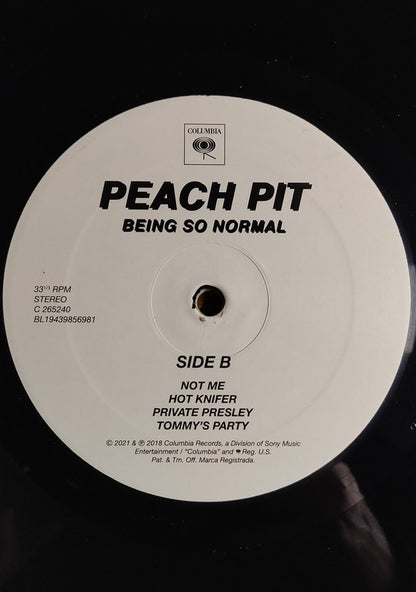 COLUMBIA
PEACH PIT
BEING SO NORMAL
33¹/³ RPM
STEREO
C 265240
BL19439856981
SIDE B
NOT ME
HOT KNIFER
PRIVATE PRESLEY
TOMMY'S PARTY
© 2021 & ℗ 2018 Columbia Records, a Division of Sony Music
Entertainment / "Columbia" and Reg. U.S.
Pat. & Tm. Off. Marca Registrada.